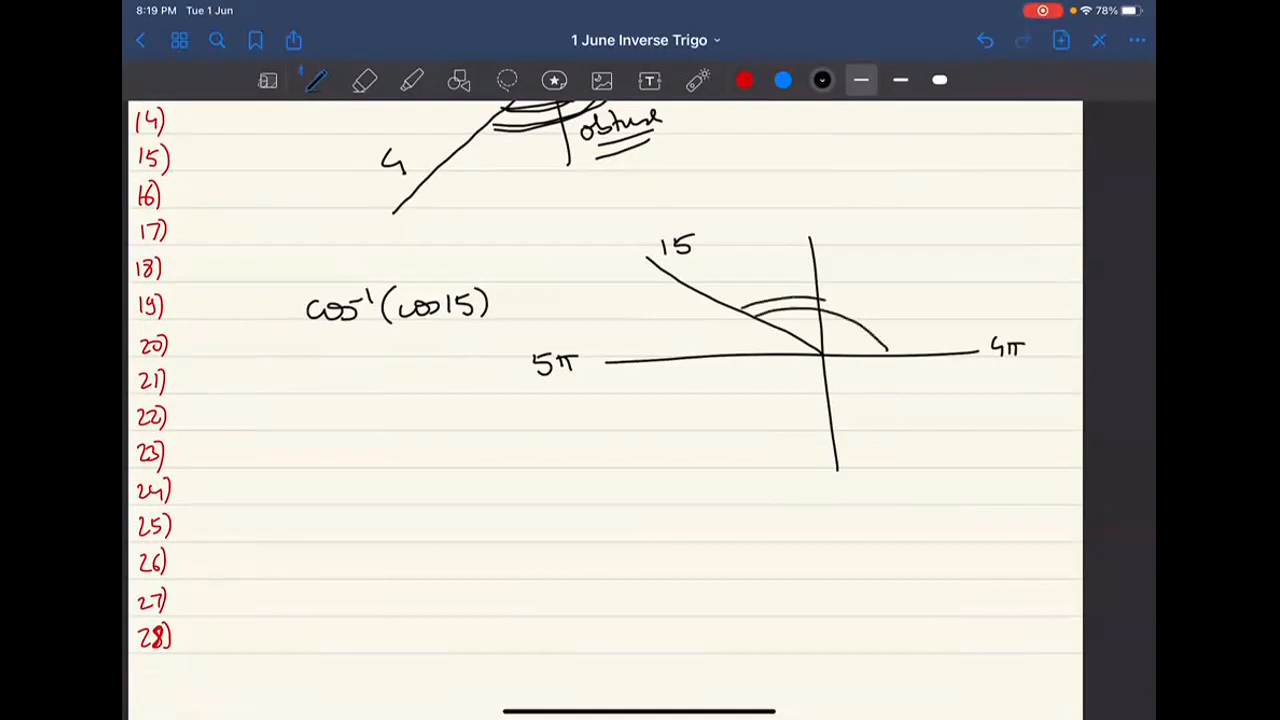 8:19 PM Tue 1 Jun
78%
1 June Inverse Trigo
T
14)
obtuse
15)
4
16)
17)
15
18)
cos⁻¹(cos15)
19)
20)
5π
4π
21)
22)
23)
24)
25)
26)
27)
28)